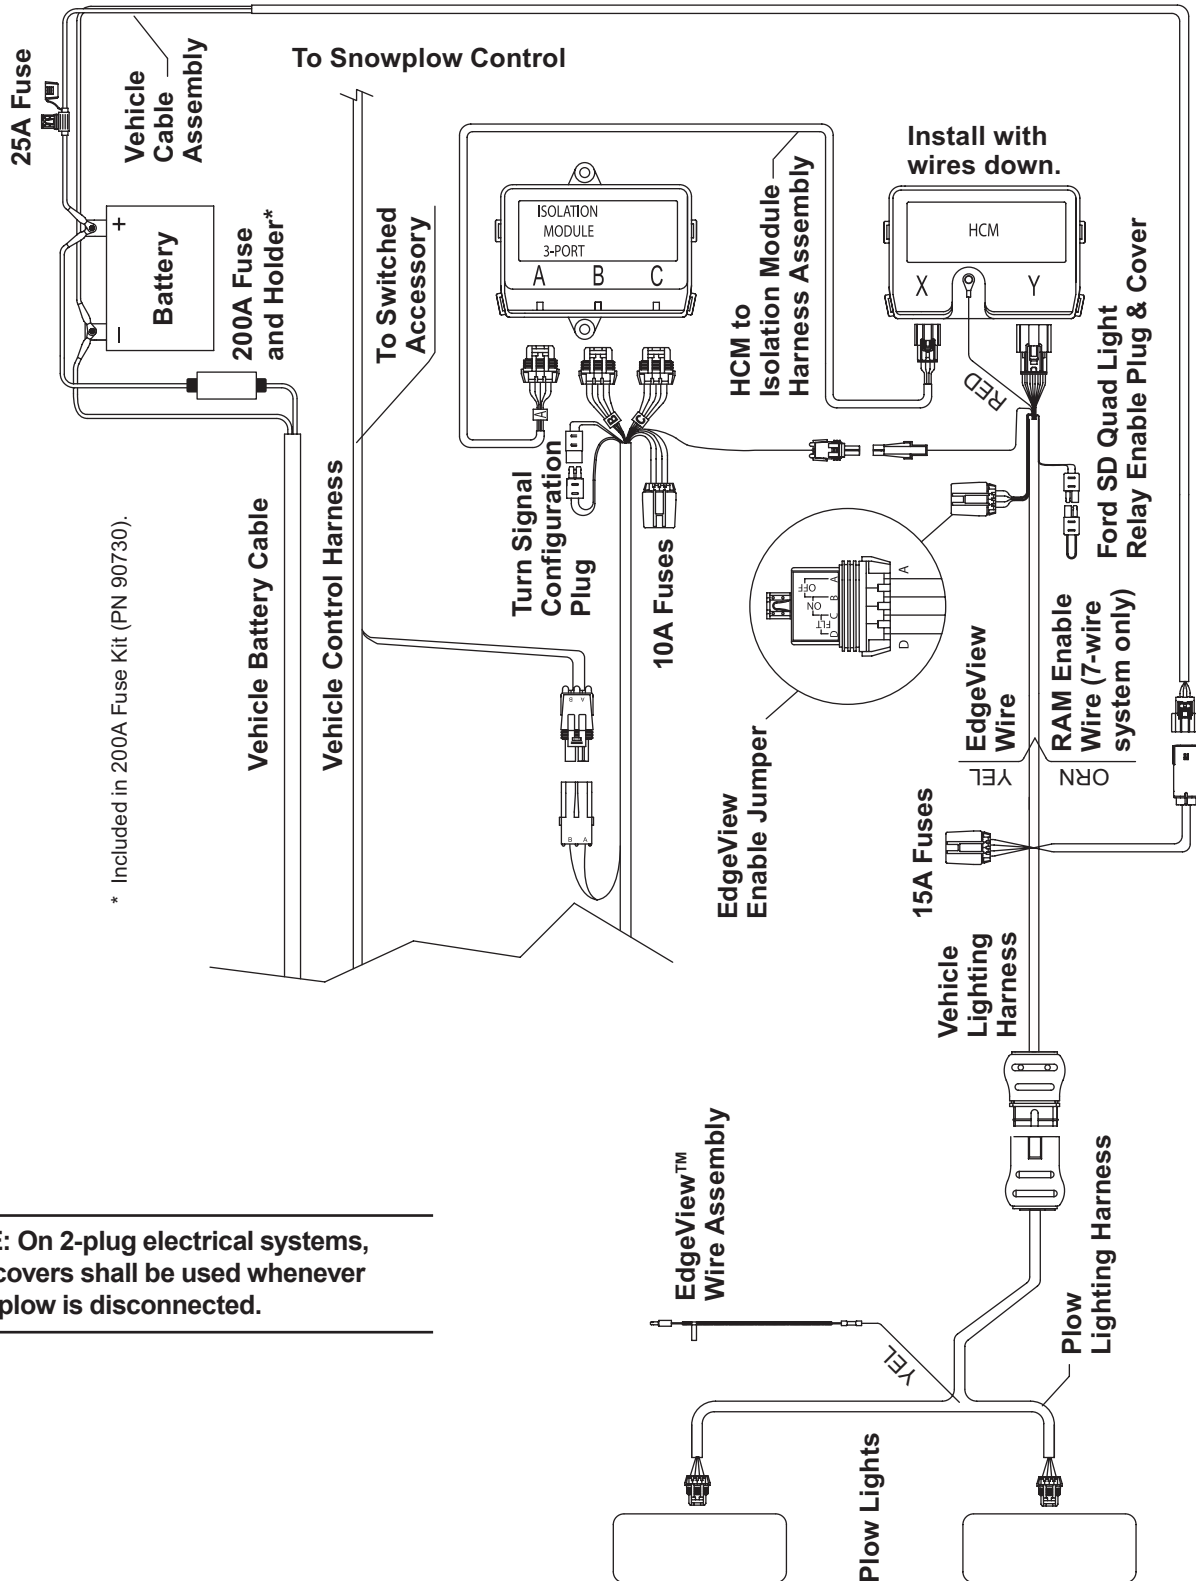 25A Fuse
Vehicle
Cable
Assembly
To Snowplow Control
+
−
Battery
200A Fuse
and Holder*
To Switched
Accessory
ISOLATION
MODULE
3-PORT
A B C
Install with
wires down.
HCM
X Y
HCM to
Isolation Module
Harness Assembly
RED
A
B
C
Ford SD Quad Light
Relay Enable Plug & Cover
Turn Signal
Configuration
Plug
10A Fuses
Vehicle Battery Cable
Vehicle Control Harness
* Included in 200A Fuse Kit (PN 90730).
B A
B A
OFF
ON
FLT
D C B A
D A
EdgeView
Enable Jumper
EdgeView
Wire
YEL
RAM Enable
Wire (7-wire
system only)
ORN
15A Fuses
Vehicle
Lighting
Harness
E: On 2-plug electrical systems,
covers shall be used whenever
plow is disconnected.
EdgeView™
Wire Assembly
YEL
Plow
Lighting Harness
Plow Lights